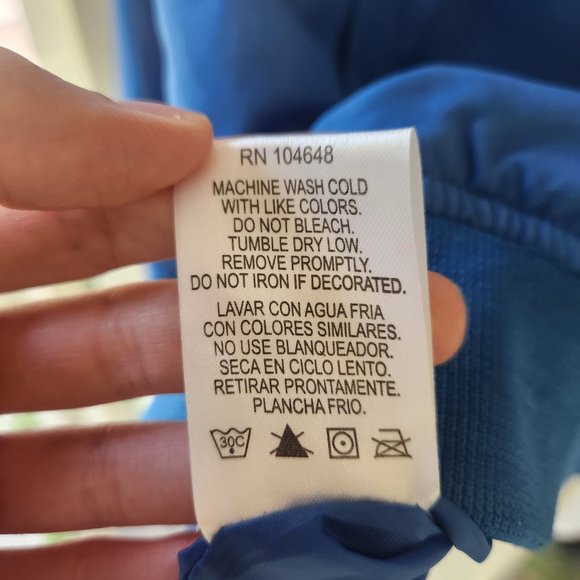 RN 104648
MACHINE WASH COLD
WITH LIKE COLORS.
DO NOT BLEACH.
TUMBLE DRY LOW.
REMOVE PROMPTLY.
DO NOT IRON IF DECORATED.
LAVAR CON AGUA FRIA
CON COLORES SIMILARES.
NO USE BLANQUEADOR.
SECA EN CICLO LENTO.
RETIRAR PRONTAMENTE.
PLANCHA FRIO.
30C